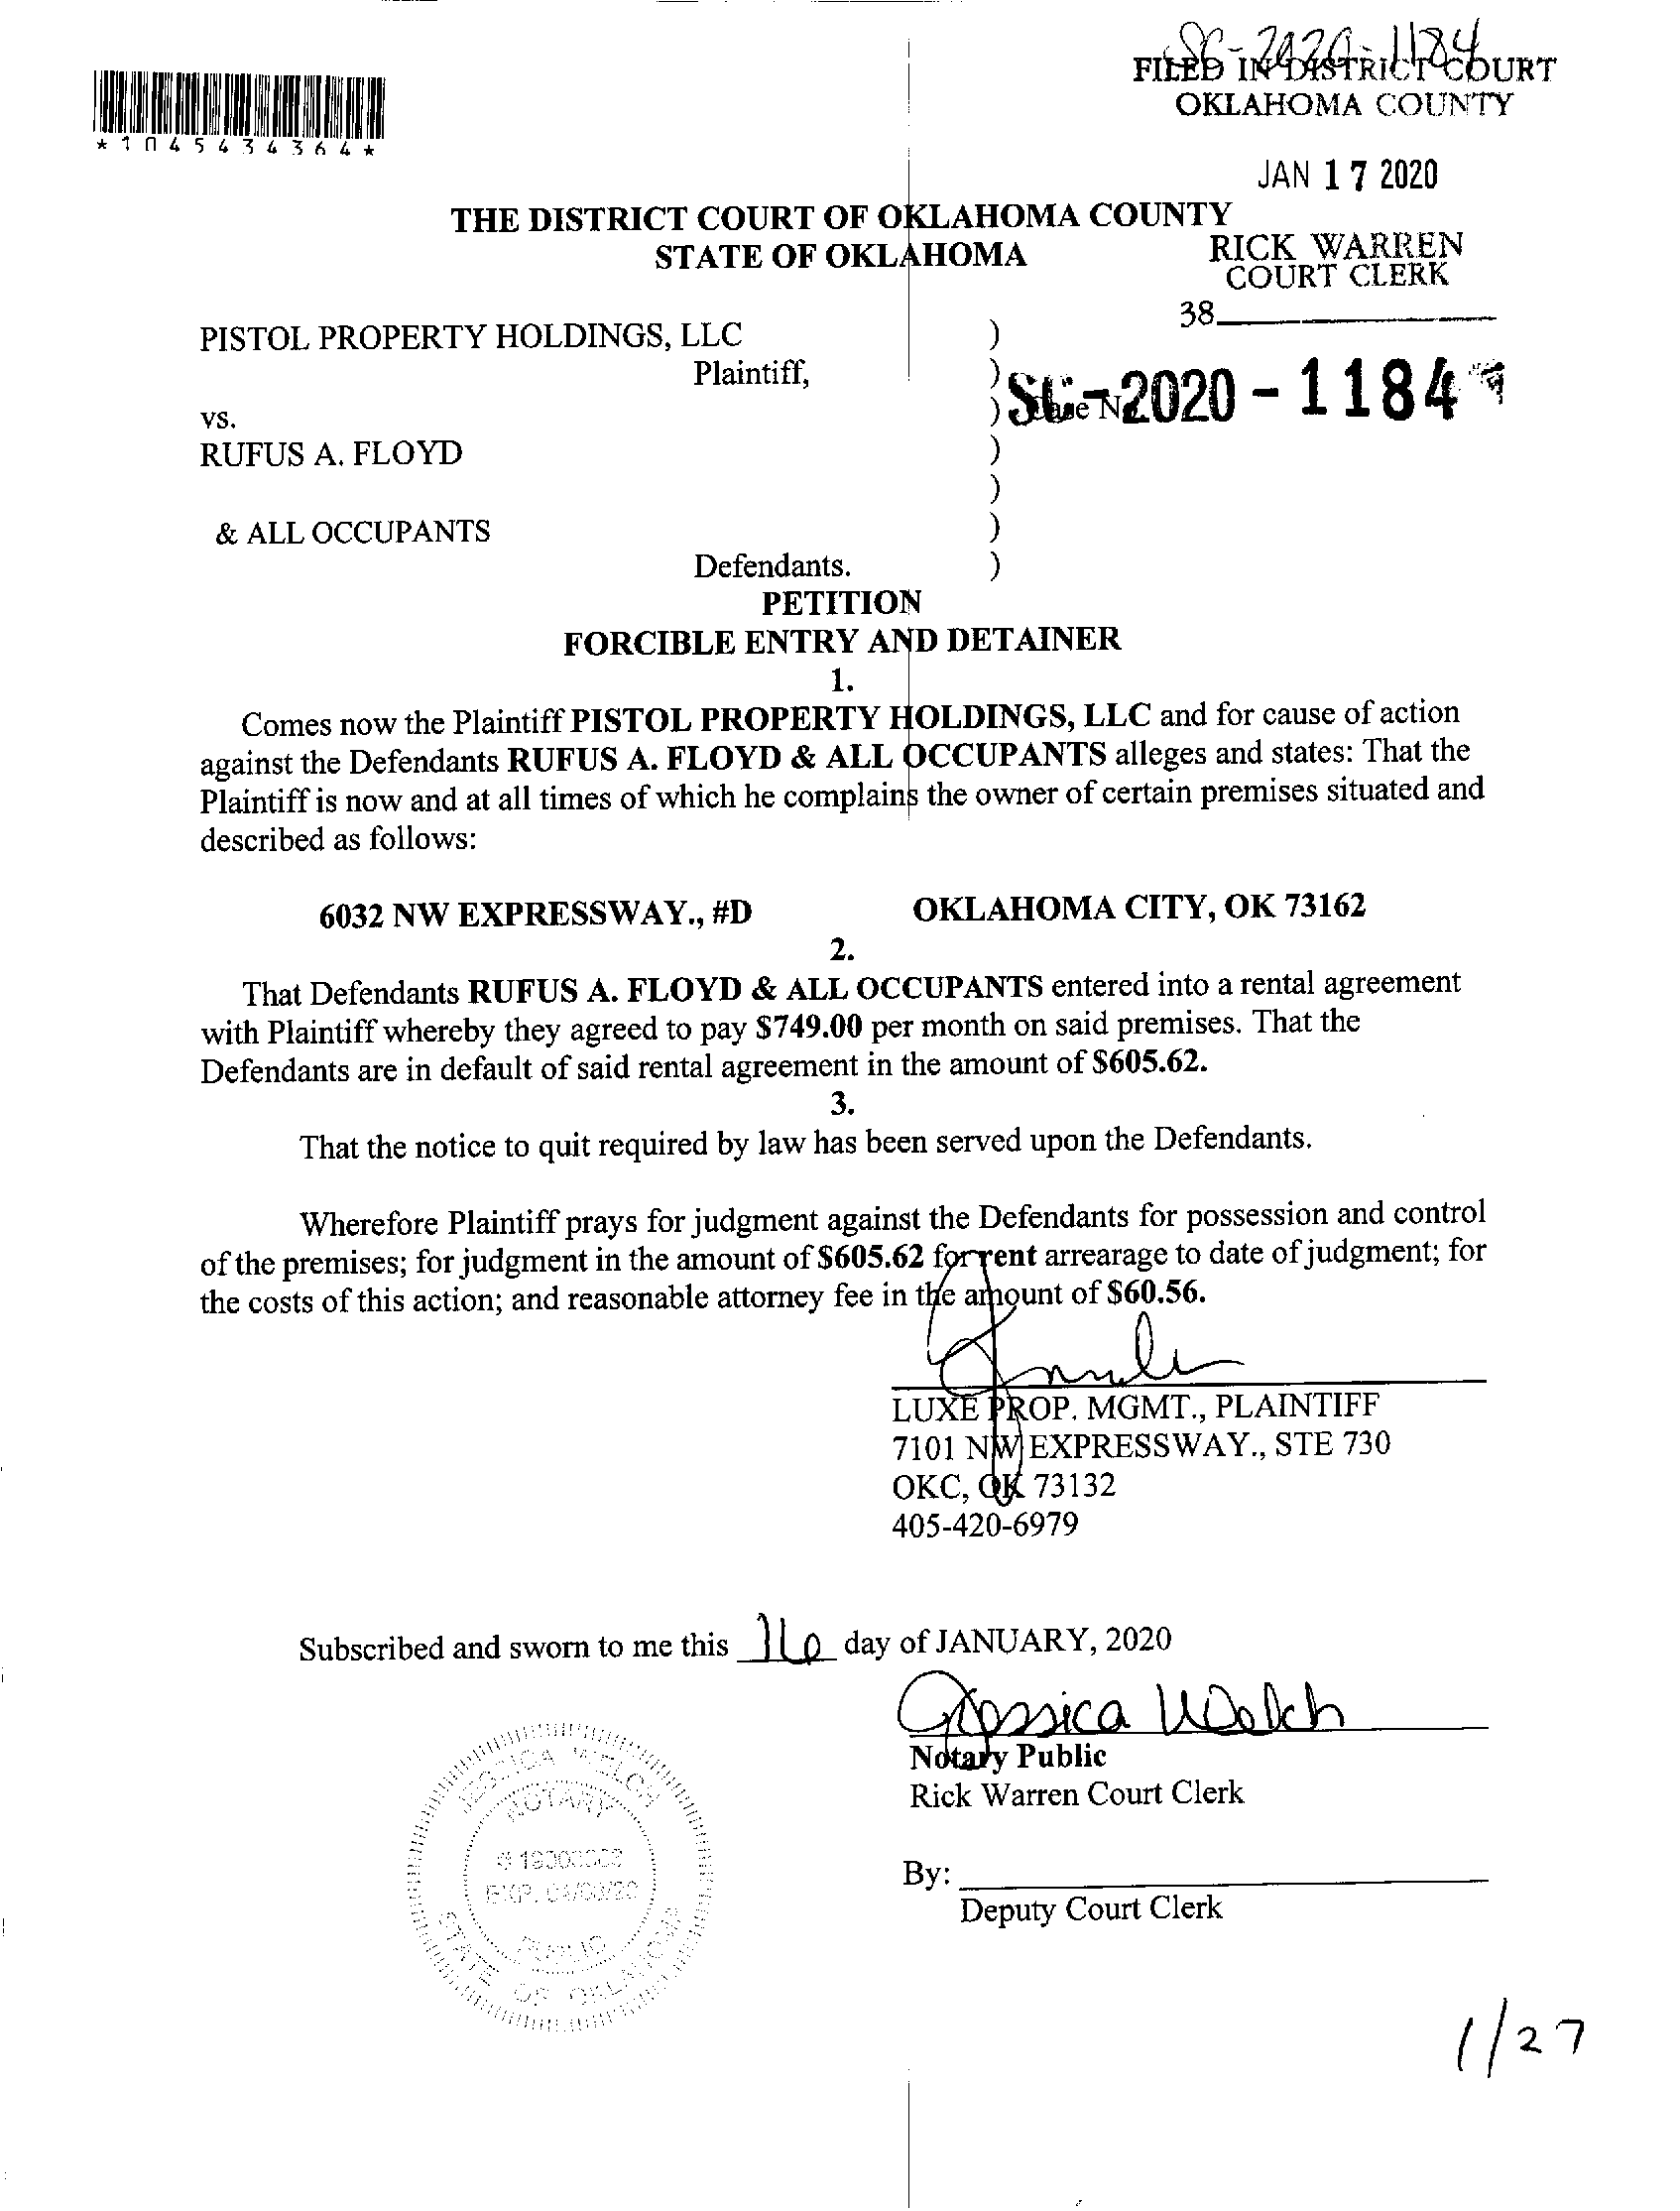 SC-2020-1184
FILED IN DISTRICT COURT
OKLAHOMA COUNTY
*1045434364*
JAN 17 2020
THE DISTRICT COURT OF OKLAHOMA COUNTY
STATE OF OKLAHOMA
RICK WARREN
COURT CLERK
38
PISTOL PROPERTY HOLDINGS, LLC )
Plaintiff, )
SC-2020-1184
vs. ) Case No.
RUFUS A. FLOYD )
)
& ALL OCCUPANTS )
Defendants. )
PETITION
FORCIBLE ENTRY AND DETAINER
1.
Comes now the Plaintiff PISTOL PROPERTY HOLDINGS, LLC and for cause of action
against the Defendants RUFUS A. FLOYD & ALL OCCUPANTS alleges and states: That the
Plaintiff is now and at all times of which he complains the owner of certain premises situated and
described as follows:
6032 NW EXPRESSWAY., #D OKLAHOMA CITY, OK 73162
2.
That Defendants RUFUS A. FLOYD & ALL OCCUPANTS entered into a rental agreement
with Plaintiff whereby they agreed to pay $749.00 per month on said premises. That the
Defendants are in default of said rental agreement in the amount of $605.62.
3.
That the notice to quit required by law has been served upon the Defendants.
Wherefore Plaintiff prays for judgment against the Defendants for possession and control
of the premises; for judgment in the amount of $605.62 for rent arrearage to date of judgment; for
the costs of this action; and reasonable attorney fee in the amount of $60.56.
LUXE PROP. MGMT., PLAINTIFF
7101 NW EXPRESSWAY., STE 730
OKC, OK 73132
405-420-6979
Subscribed and sworn to me this 16 day of JANUARY, 2020
Jessica Welch
Notary Public
Rick Warren Court Clerk
JESSICA WELCH
NOTARY
EXP.
PUBLIC
STATE OF OKLAHOMA
By:
Deputy Court Clerk
1/27